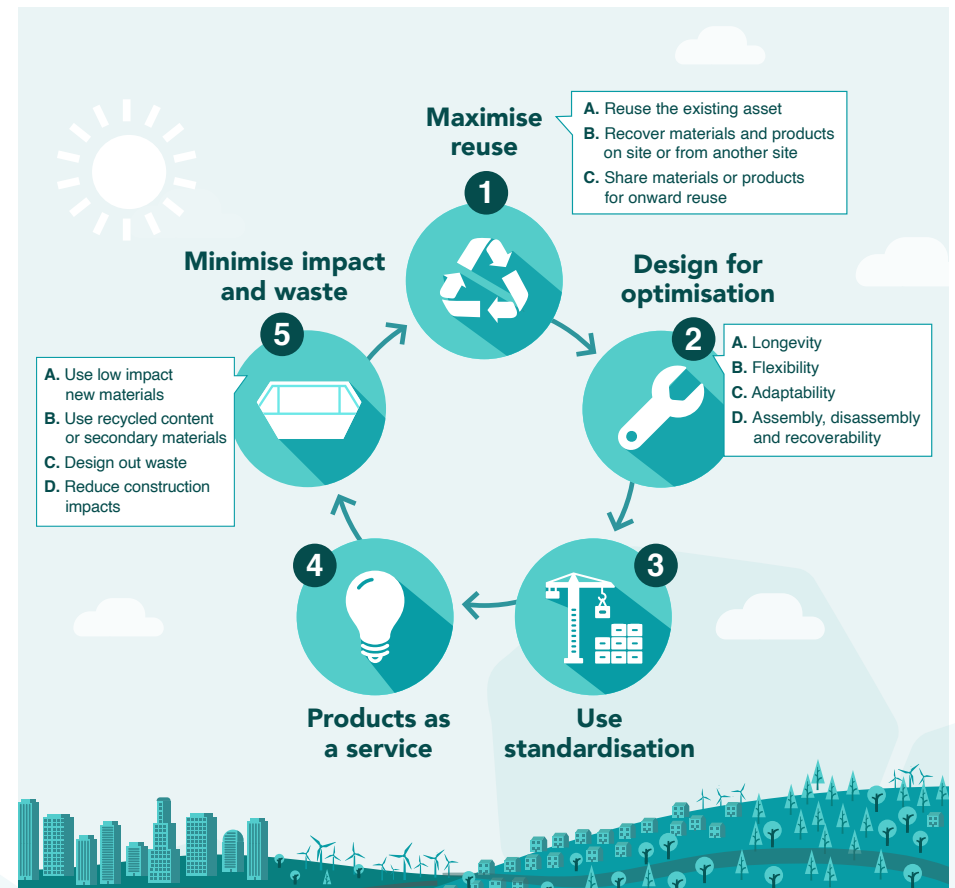 Maximise
reuse
1
A. Reuse the existing asset
B. Recover materials and products
on site or from another site
C. Share materials or products
for onward reuse
Design for
optimisation
2
A. Longevity
B. Flexibility
C. Adaptability
D. Assembly, disassembly
and recoverability
3
Use
standardisation
4
Products as
a service
Minimise impact
and waste
5
A. Use low impact
new materials
B. Use recycled content
or secondary materials
C. Design out waste
D. Reduce construction
impacts